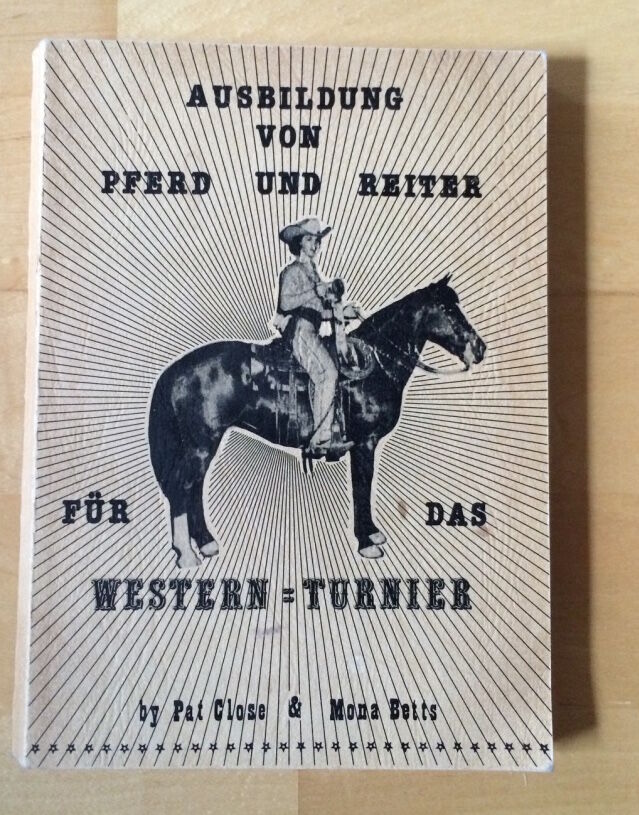 AUSBILDUNG
VON
PFERD UND REITER
FÜR DAS
WESTERN=TURNIER
by Pat Close & Mona Betts